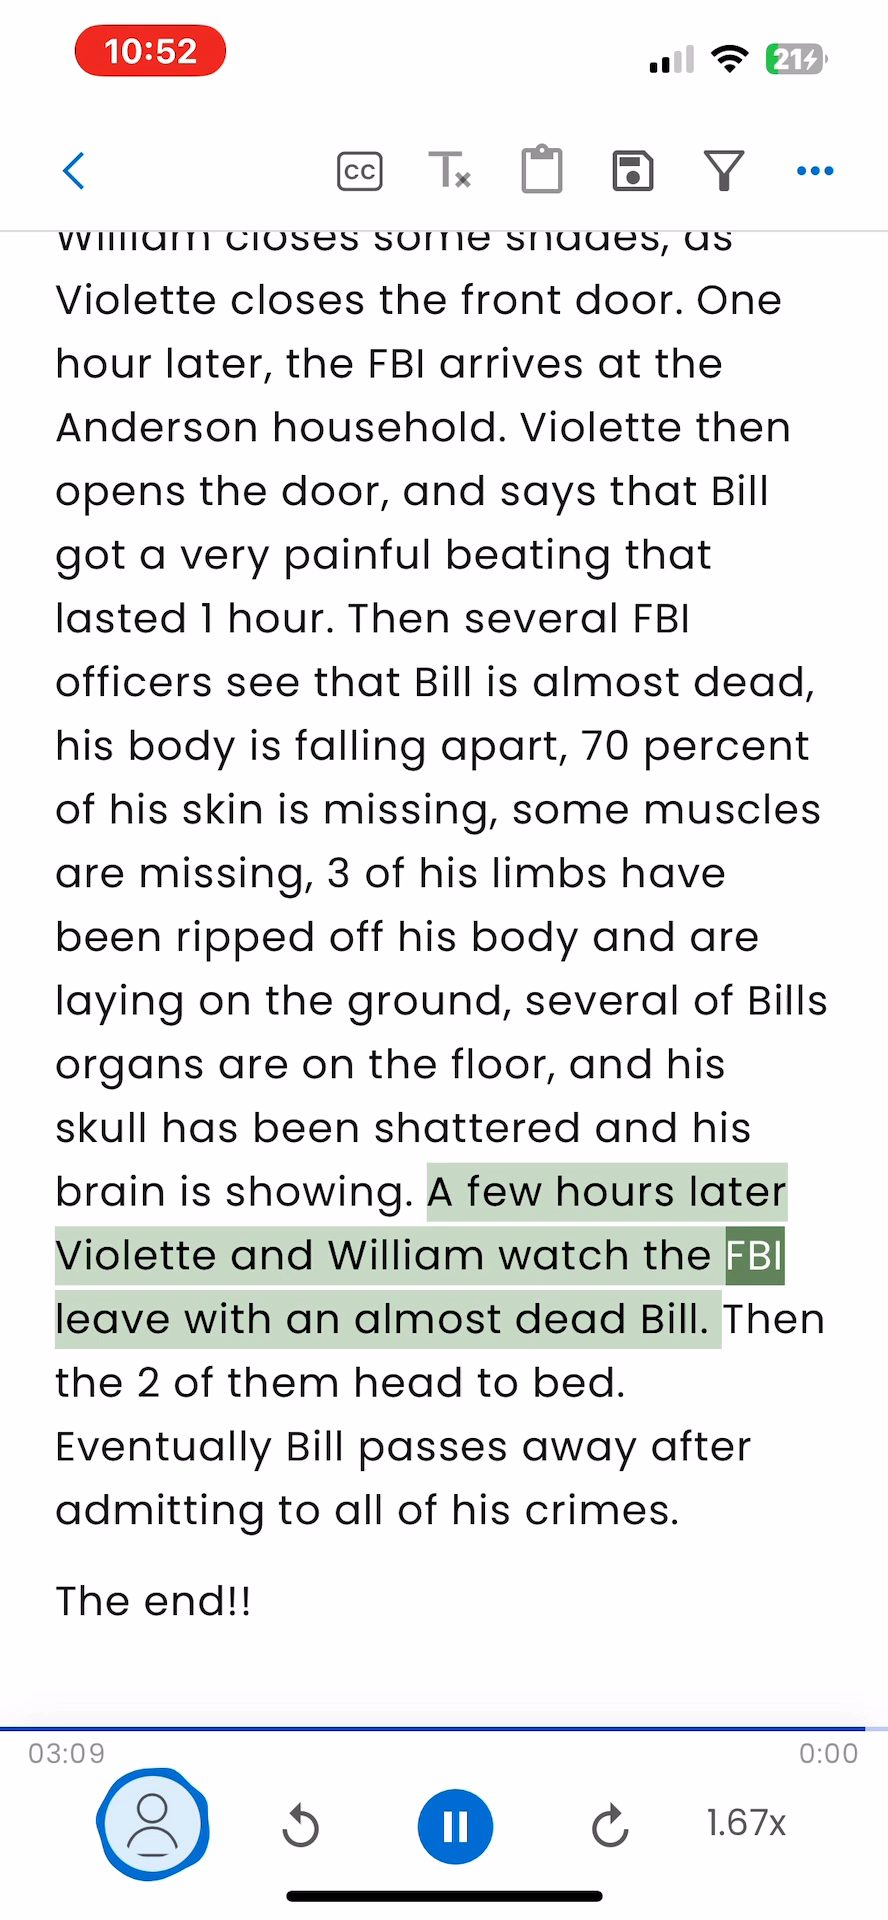 10:52
21
CC
Tx
William closes some shades, as
Violette closes the front door. One
hour later, the FBI arrives at the
Anderson household. Violette then
opens the door, and says that Bill
got a very painful beating that
lasted 1 hour. Then several FBI
officers see that Bill is almost dead,
his body is falling apart, 70 percent
of his skin is missing, some muscles
are missing, 3 of his limbs have
been ripped off his body and are
laying on the ground, several of Bills
organs are on the floor, and his
skull has been shattered and his
brain is showing. A few hours later
Violette and William watch the FBI
leave with an almost dead Bill. Then
the 2 of them head to bed.
Eventually Bill passes away after
admitting to all of his crimes.
The end!!
03:09
0:00
1.67x